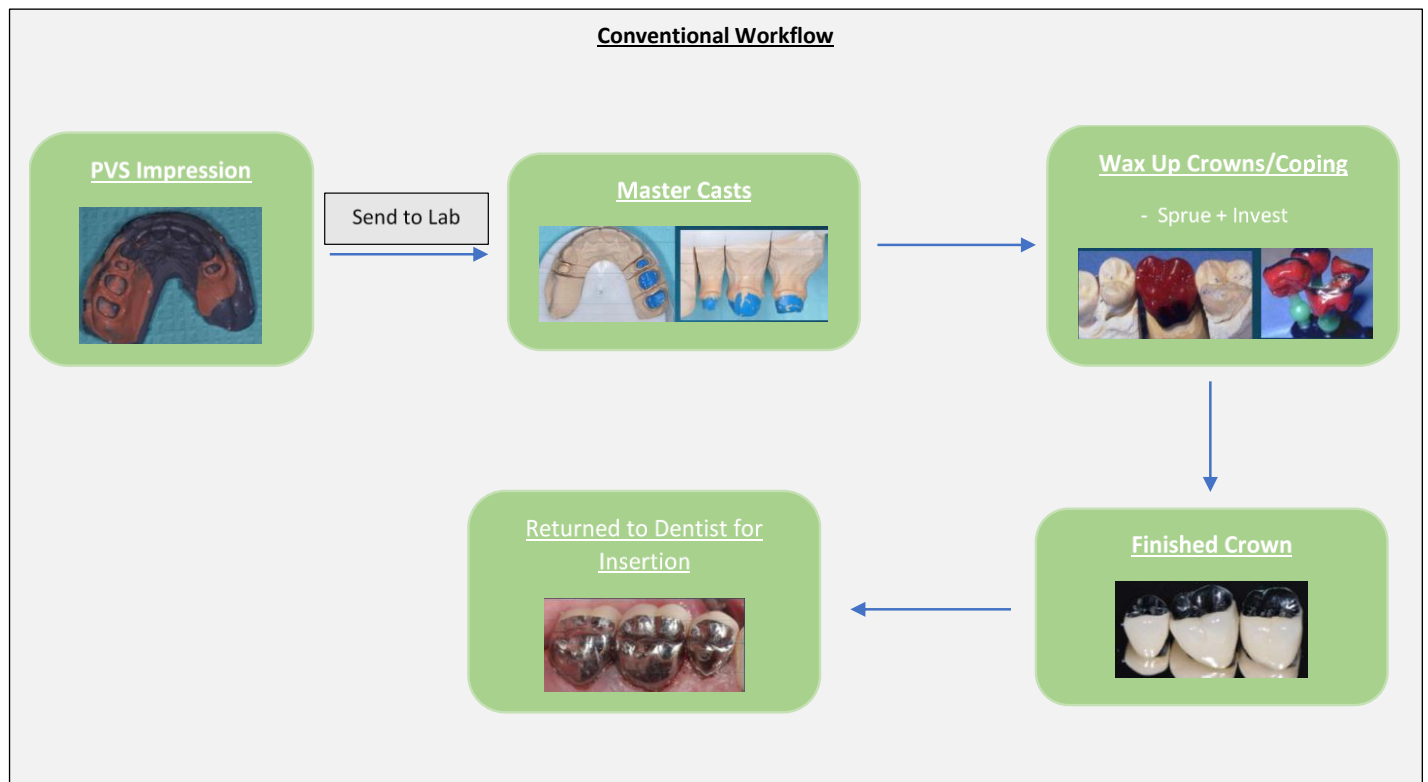 Conventional Workflow
PVS Impression
Send to Lab
Master Casts
Wax Up Crowns/Coping
- Sprue + Invest
Finished Crown
Returned to Dentist for
Insertion